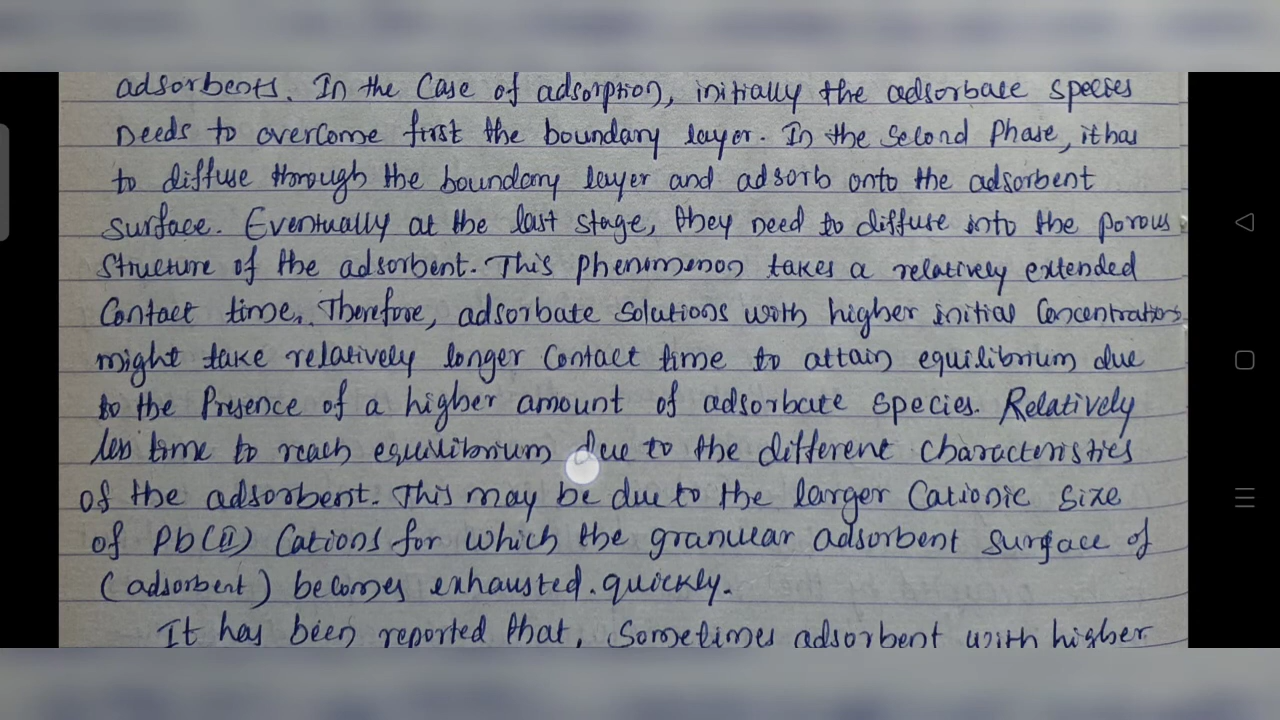 adsorbents. In the Case of adsorption, initially the adsorbate species
needs to overcome first the boundary layer. In the Second Phase, it has
to diffuse through the boundary layer and adsorb onto the adsorbent
surface. Eventually at the last stage, they need to diffuse into the porous
structure of the adsorbent. This phenomenon takes a relatively extended
Contact time. Therefore, adsorbate solutions with higher initial Concentrations
might take relatively longer Contact time to attain equilibrium due
to the Presence of a higher amount of adsorbate species. Relatively
less time to reach equilibrium due to the different characteristics
of the adsorbent. This may be due to the larger Cationic size
of Pb(II) Cations for which the granular adsorbent surface of
(adsorbent) becomes exhausted. quickly.
It has been reported that, Sometimes adsorbent with higher